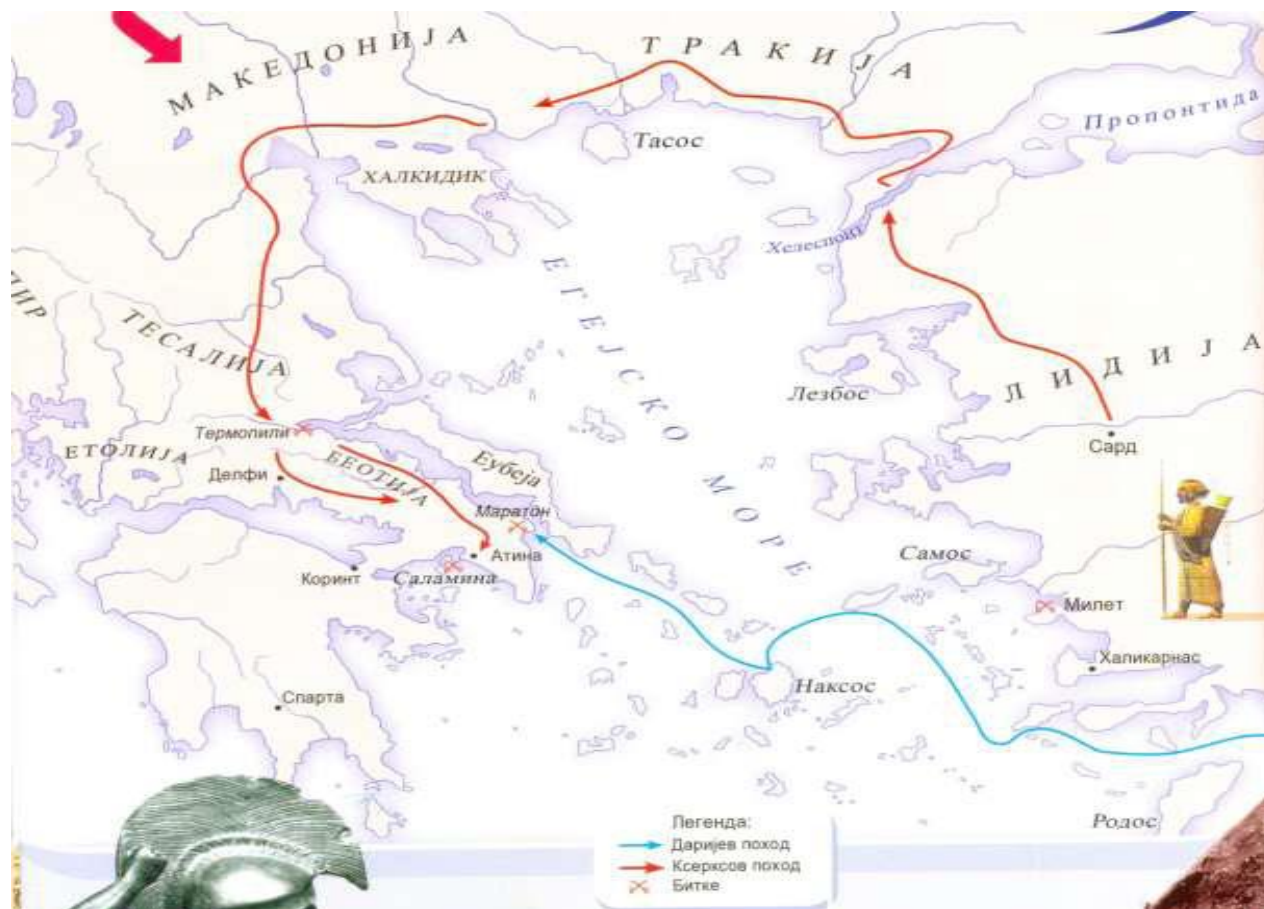 МАКЕДОНИЈА
ТРАКИЈА
Пропонтида
Тасос
ХАЛКИДИК
Хелеспонт
ПИР
ЕГЕЈСКО МОРЕ
ТЕСАЛИЈА
ЛИДИЈА
Лезбос
Термопили
Сард
ЕТОЛИЈА
Делфи
БЕОТИЈА
Еубеја
Маратон
Атина
Самос
Коринт
Саламина
Милет
Халикарнас
Спарта
Наксос
Родос
Легенда:
Даријев поход
Ксерксов поход
Битке